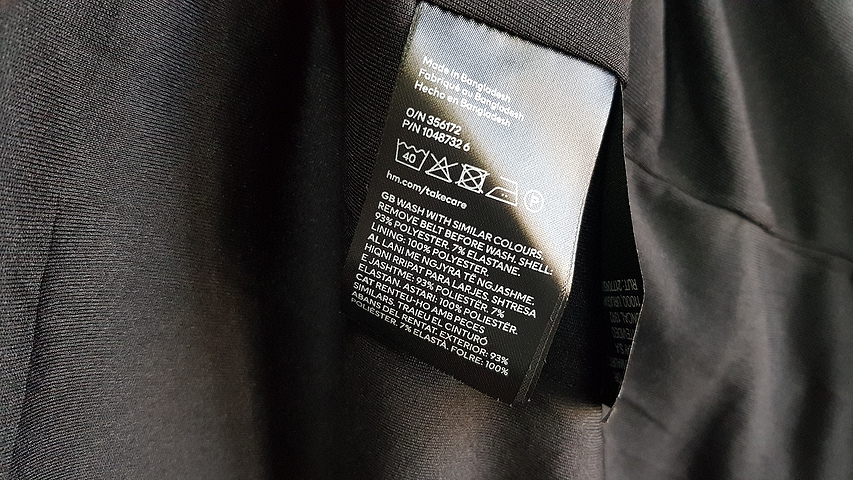 Made in Bangladesh
Fabriqué au Bangladesh
Hecho en Bangladesh
O/N 356172
P/N 1048732 6
40
P
hm.com/takecare
GB WASH WITH SIMILAR COLOURS.
REMOVE BELT BEFORE WASH. SHELL:
93% POLYESTER. 7% ELASTANE:
LINING: 100% POLYESTER.
AL LANI ME NGJYRA TË NGJASHME.
HIQNI RRIPAT PARA LARJES. SHTRESA
E JASHTME: 93% POLIESTËR. 7%
ELASTAN. ASTARI: 100% POLIESTËR.
CAT RENTEU-HO AMB PECES
SIMILARS. TRAIEU EL CINTURÓ
ABANS DEL RENTAT. EXTERIOR: 93%
POLIÈSTER. 7% ELASTÀ. FOLRE: 100%